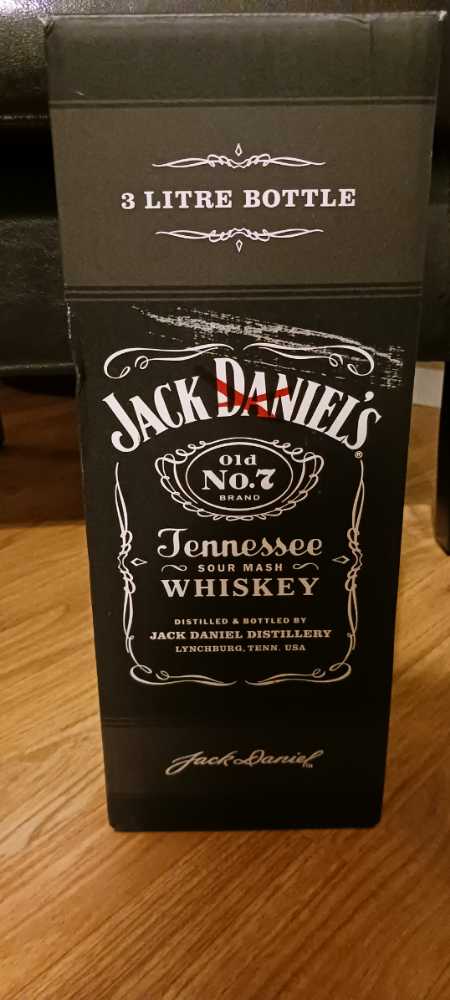 3 LITRE BOTTLE
JACK DANIEL'S
®
Old
No.7
BRAND
Tennessee
SOUR MASH
WHISKEY
DISTILLED & BOTTLED BY
JACK DANIEL DISTILLERY
LYNCHBURG, TENN. USA
Jack Daniel